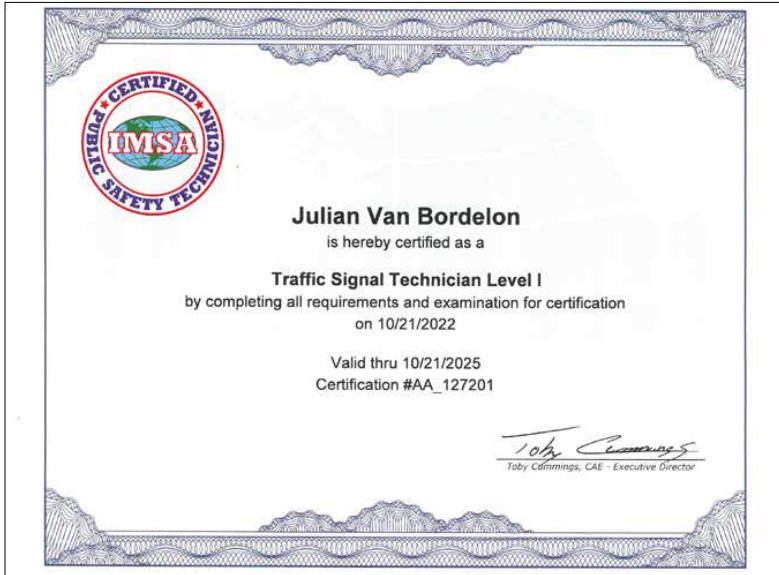 CERTIFIED
IMSA
PUBLIC SAFETY TECHNICIAN
Julian Van Bordelon
is hereby certified as a
Traffic Signal Technician Level I
by completing all requirements and examination for certification
on 10/21/2022
Valid thru 10/21/2025
Certification #AA_127201
Toby Cummings
Toby Cummings, CAE - Executive Director